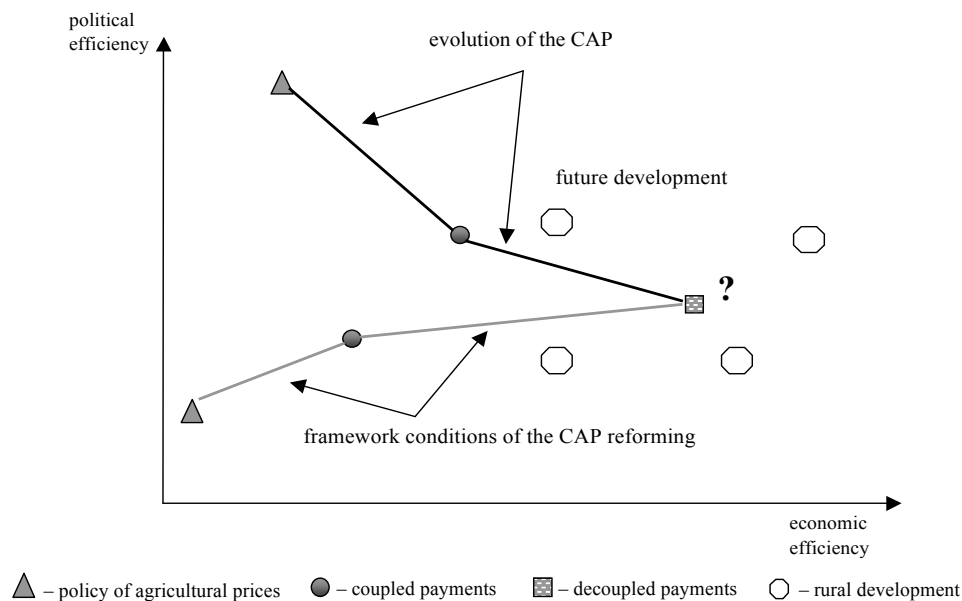 political
efficiency
evolution of the CAP
future development
?
framework conditions of the CAP reforming
economic
efficiency
– policy of agricultural prices
– coupled payments
– decoupled payments
– rural development